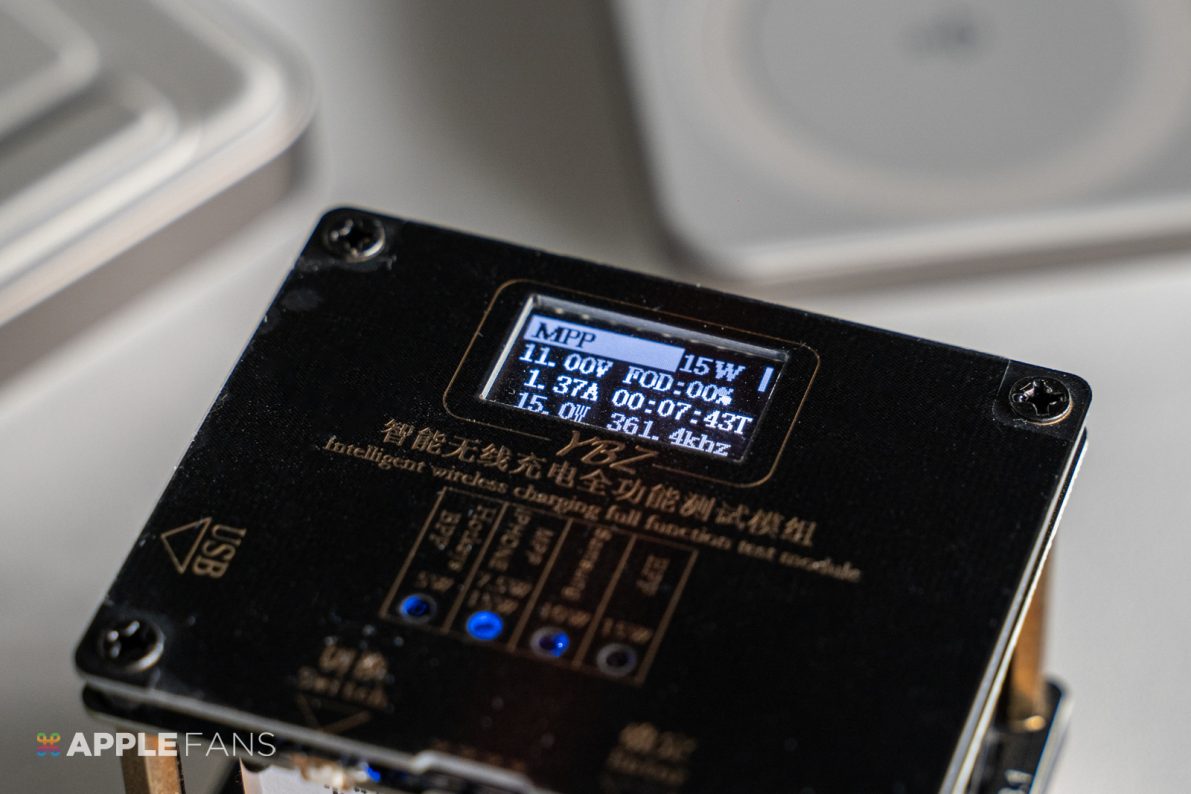 MPP 15W
11.00V FOD:00%
1.37A 00:07:43T
15.0W 361.4khz
YBZ
智能无线充电全功能测试模组
Intelligent wireless charging full function test module
USB
BPP
5W
iPHONE
7.5W
MPP
15W
Samsung
10W
EPP
15W
切换
Switch
APPLEFANS